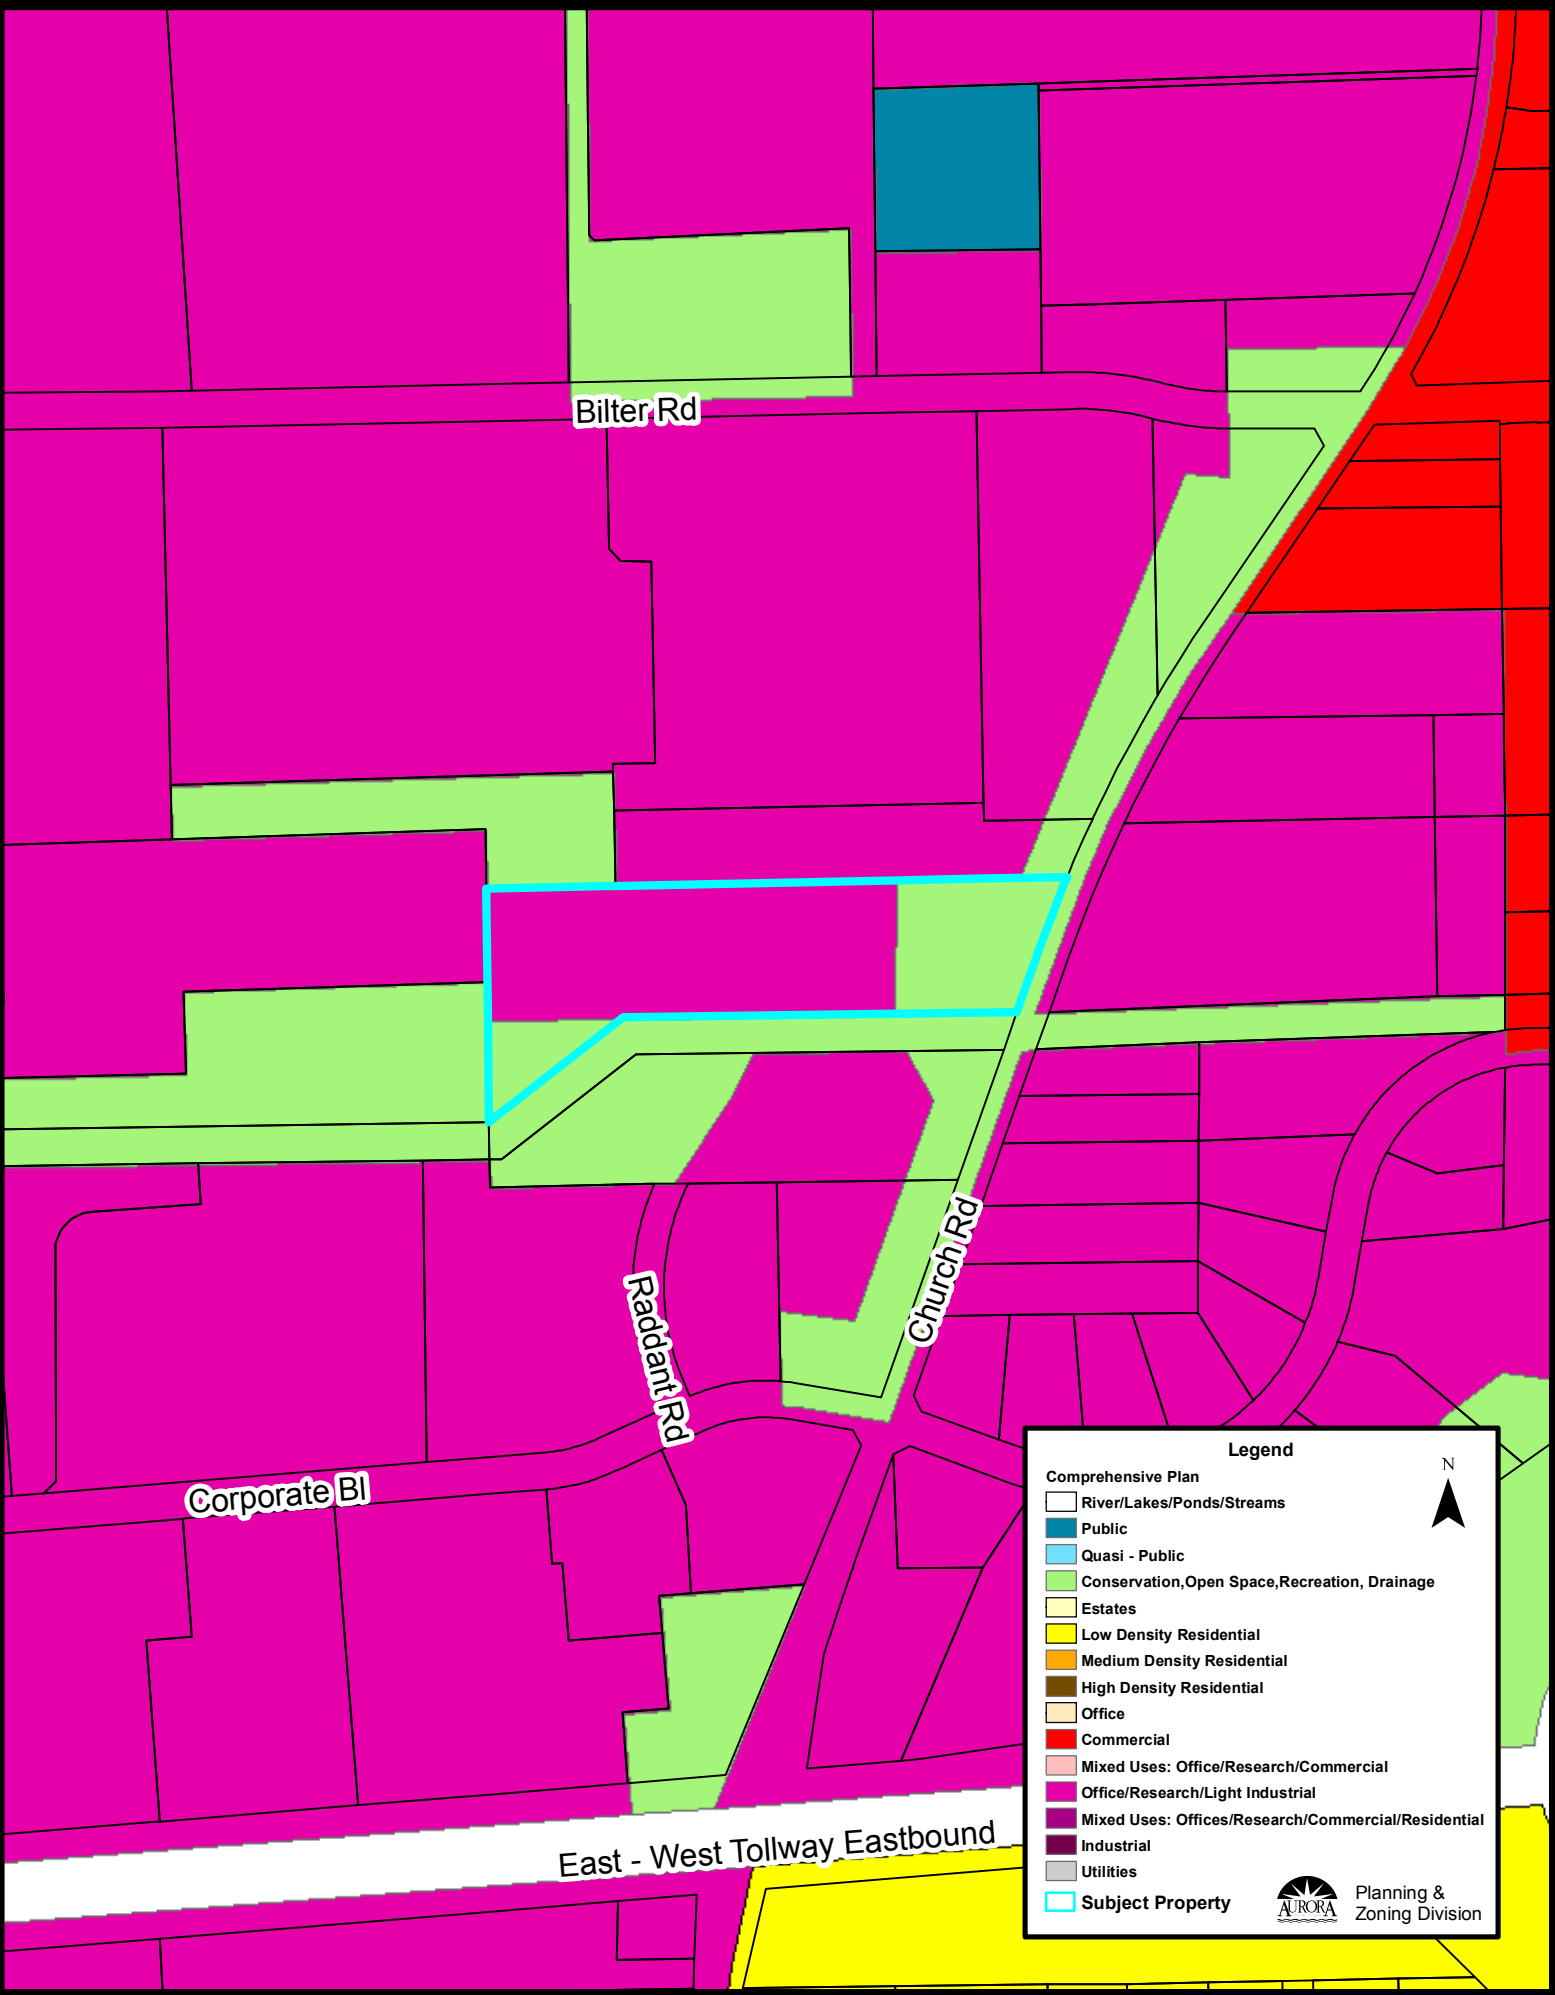 Bilter Rd
Church Rd
Raddant Rd
Corporate Bl
East - West Tollway Eastbound
Legend
N
Comprehensive Plan
River/Lakes/Ponds/Streams
Public
Quasi - Public
Conservation,Open Space,Recreation, Drainage
Estates
Low Density Residential
Medium Density Residential
High Density Residential
Office
Commercial
Mixed Uses: Office/Research/Commercial
Office/Research/Light Industrial
Mixed Uses: Offices/Research/Commercial/Residential
Industrial
Utilities
Subject Property
AURORA
Planning &
Zoning Division